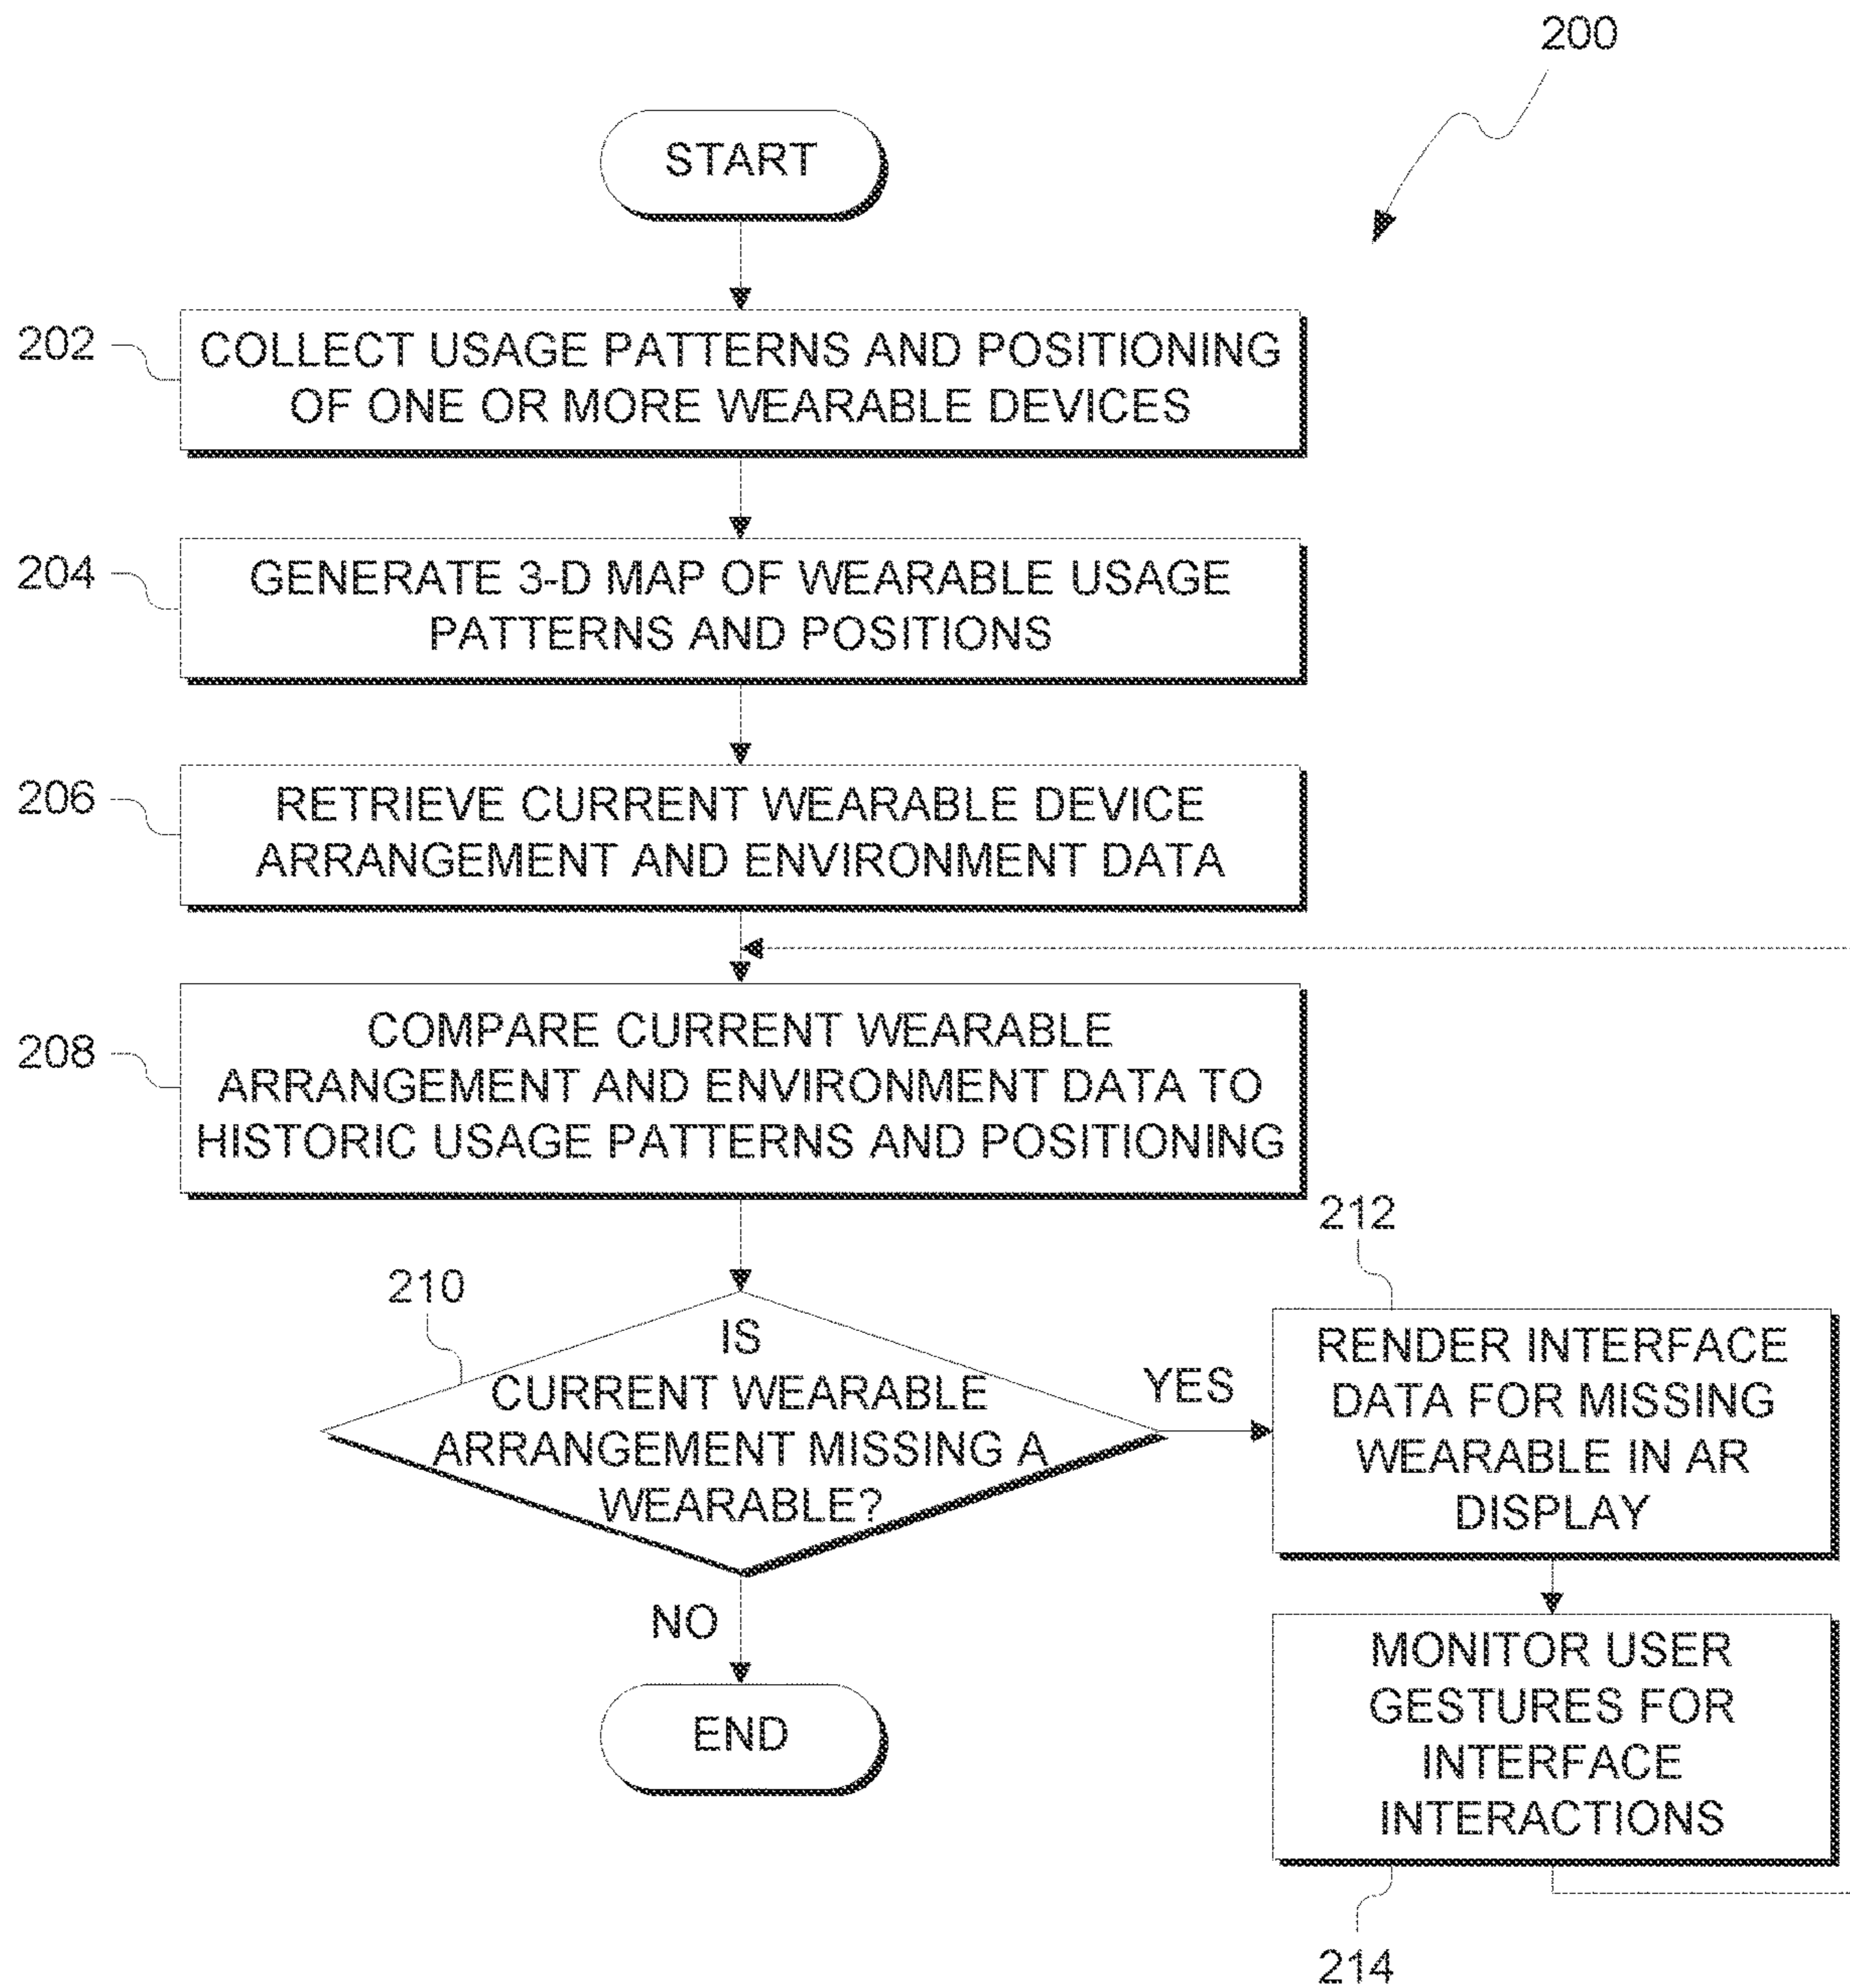 200
START
202
COLLECT USAGE PATTERNS AND POSITIONING
OF ONE OR MORE WEARABLE DEVICES
204
GENERATE 3-D MAP OF WEARABLE USAGE
PATTERNS AND POSITIONS
206
RETRIEVE CURRENT WEARABLE DEVICE
ARRANGEMENT AND ENVIRONMENT DATA
208
COMPARE CURRENT WEARABLE
ARRANGEMENT AND ENVIRONMENT DATA TO
HISTORIC USAGE PATTERNS AND POSITIONING
210
IS
CURRENT WEARABLE
ARRANGEMENT MISSING A
WEARABLE?
YES
212
RENDER INTERFACE
DATA FOR MISSING
WEARABLE IN AR
DISPLAY
NO
END
MONITOR USER
GESTURES FOR
INTERFACE
INTERACTIONS
214